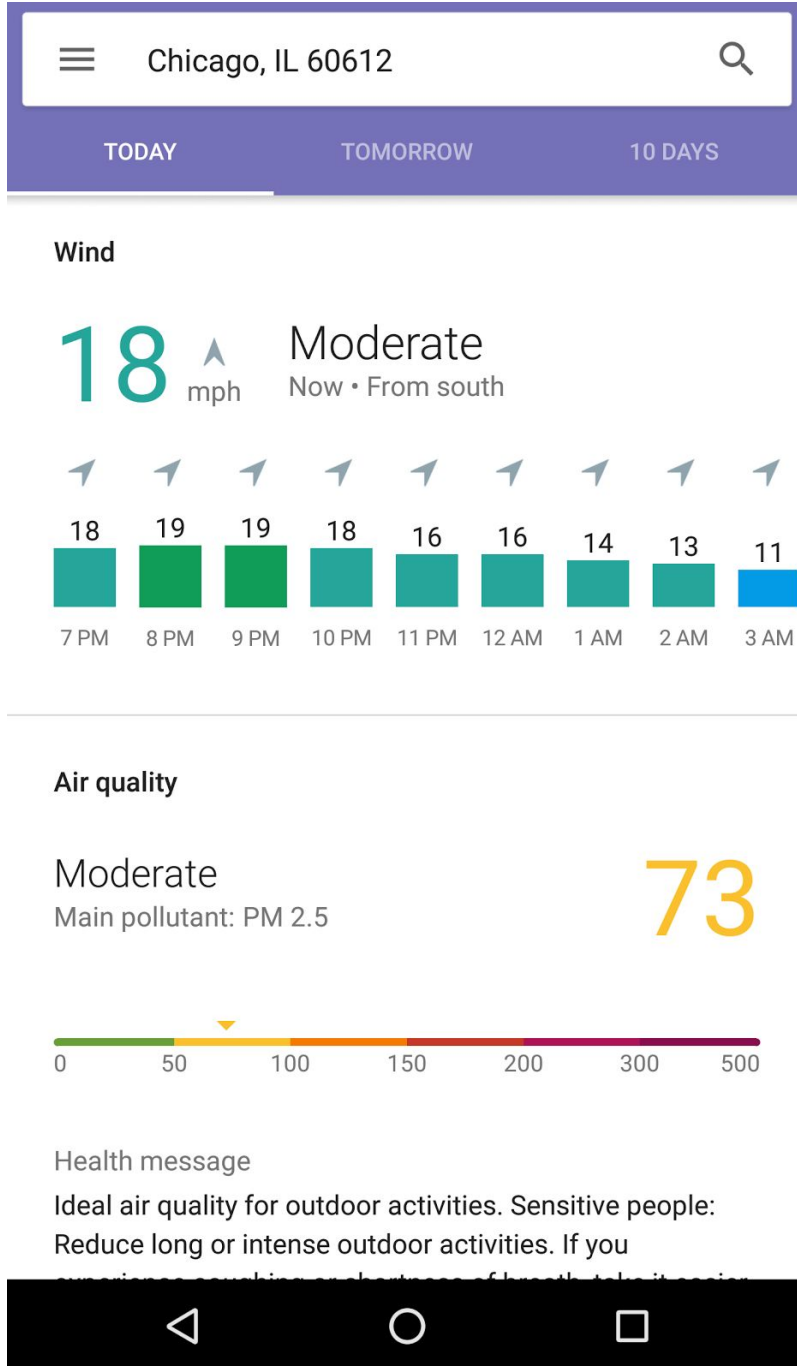 Chicago, IL 60612
TODAY TOMORROW 10 DAYS
Wind
18 mph
Moderate
Now • From south
18 19 19 18 16 16 14 13 11
7 PM 8 PM 9 PM 10 PM 11 PM 12 AM 1 AM 2 AM 3 AM
Air quality
Moderate
Main pollutant: PM 2.5
73
0 50 100 150 200 300 500
Health message
Ideal air quality for outdoor activities. Sensitive people:
Reduce long or intense outdoor activities. If you